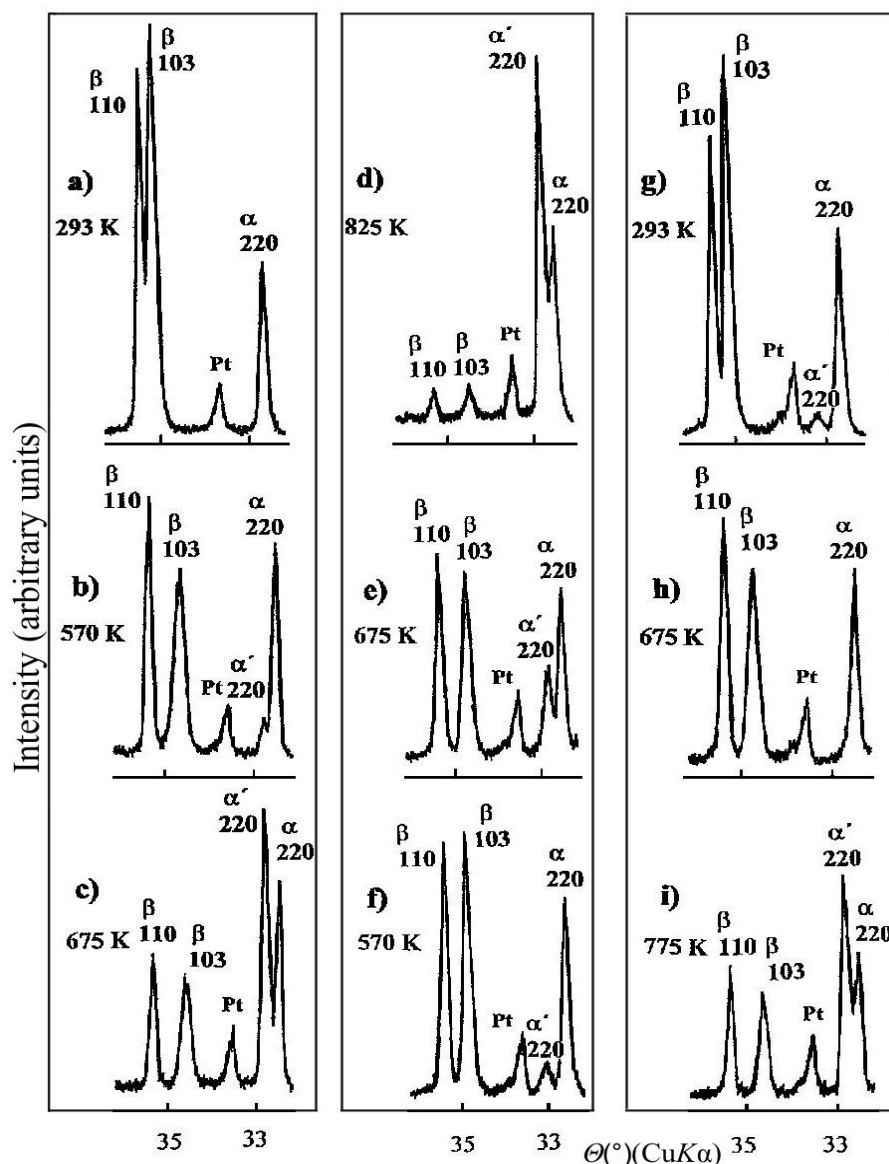 Intensity (arbitrary units)
a)
293 K
β
110
β
103
Pt
α
220
b)
570 K
β
110
β
103
Pt
α´
220
α
220
c)
675 K
β
110
β
103
Pt
α´
220
α
220
35
33
d)
825 K
β
110
β
103
Pt
α´
220
α
220
e)
675 K
β
110
β
103
Pt
α´
220
α
220
f)
570 K
β
110
β
103
Pt
α´
220
α
220
35
33
g)
293 K
β
110
β
103
Pt
α´
220
α
220
h)
675 K
β
110
β
103
Pt
α
220
i)
775 K
β
110
β
103
Pt
α´
220
α
220
35
33
Θ(°)(CuKα)